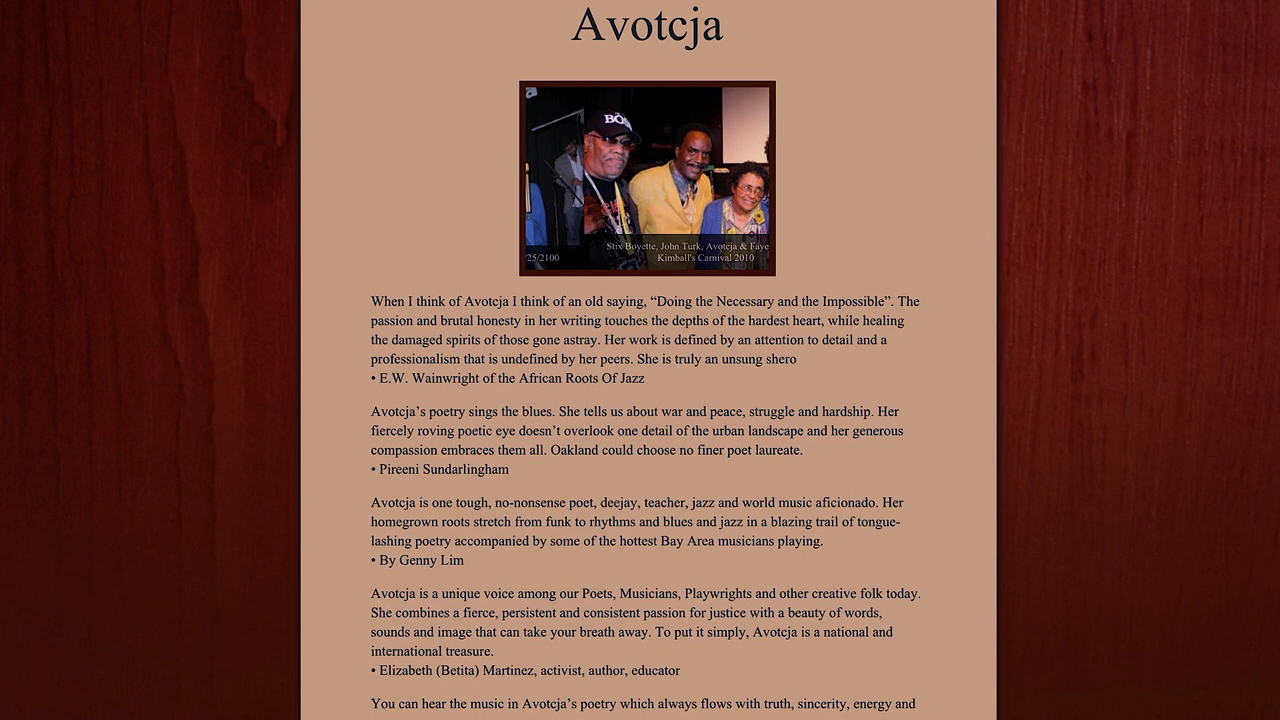 Avotcja
BOS
Stix Boyette, John Turk, Avotcja & Faye
25/2100
Kimball's Carnival 2010
When I think of Avotcja I think of an old saying, “Doing the Necessary and the Impossible”. The
passion and brutal honesty in her writing touches the depths of the hardest heart, while healing
the damaged spirits of those gone astray. Her work is defined by an attention to detail and a
professionalism that is undefined by her peers. She is truly an unsung shero
• E.W. Wainwright of the African Roots Of Jazz
Avotcja’s poetry sings the blues. She tells us about war and peace, struggle and hardship. Her
fiercely roving poetic eye doesn’t overlook one detail of the urban landscape and her generous
compassion embraces them all. Oakland could choose no finer poet laureate.
• Pireeni Sundarlingham
Avotcja is one tough, no-nonsense poet, deejay, teacher, jazz and world music aficionado. Her
homegrown roots stretch from funk to rhythms and blues and jazz in a blazing trail of tongue-
lashing poetry accompanied by some of the hottest Bay Area musicians playing.
• By Genny Lim
Avotcja is a unique voice among our Poets, Musicians, Playwrights and other creative folk today.
She combines a fierce, persistent and consistent passion for justice with a beauty of words,
sounds and image that can take your breath away. To put it simply, Avotcja is a national and
international treasure.
• Elizabeth (Betita) Martinez, activist, author, educator
You can hear the music in Avotcja’s poetry which always flows with truth, sincerity, energy and